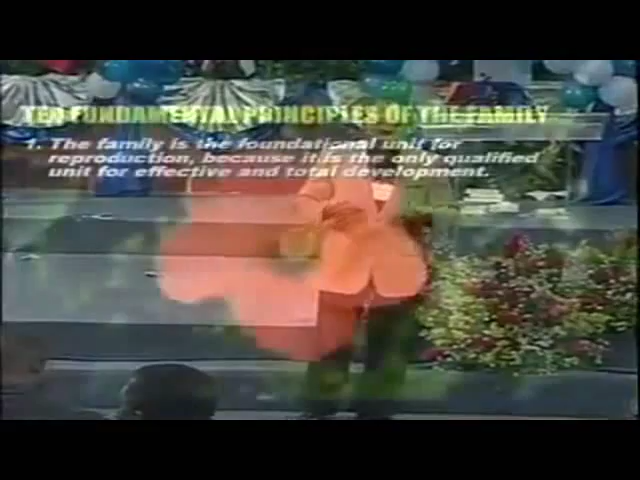 TEN FUNDAMENTAL PRINCIPLES OF THE FAMILY
1. The family is the foundational unit for
reproduction, because it is the only qualified
unit for effective and total development.